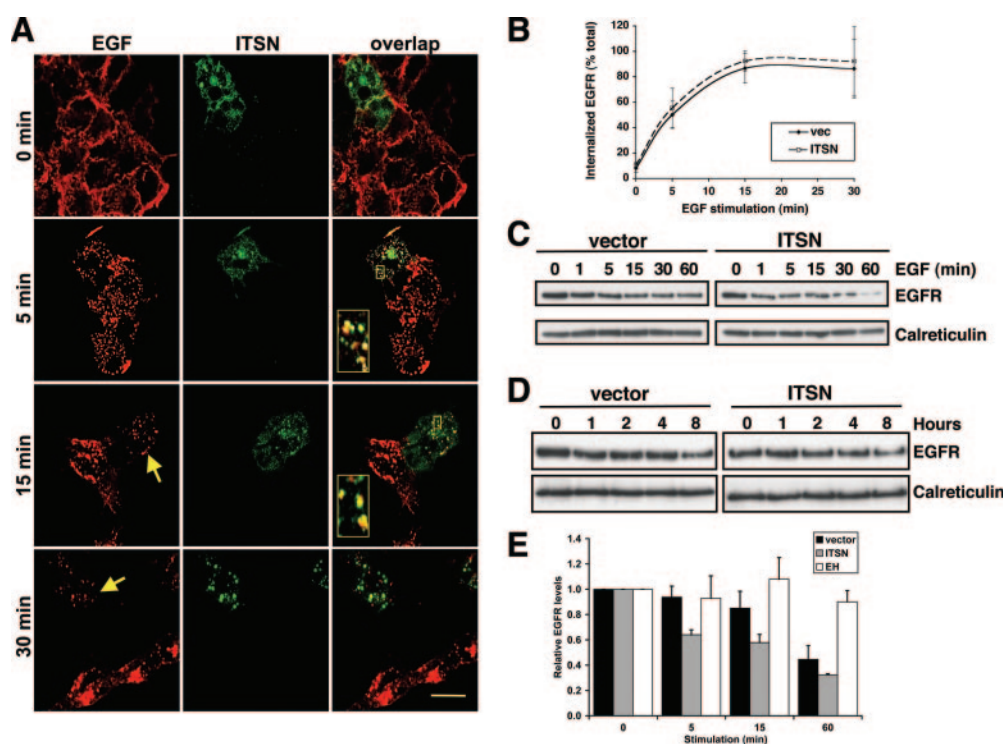 A
EGF ITSN overlap
0 min
5 min
15 min
30 min
B
Internalized EGFR (% total)
120
100
80
60
40
20
0
vec
ITSN
0 5 10 15 20 25 30
EGF stimulation (min)
C
vector ITSN
0 1 5 15 30 60 0 1 5 15 30 60 EGF (min)
EGFR
Calreticulin
D
vector ITSN
0 1 2 4 8 0 1 2 4 8 Hours
EGFR
Calreticulin
E
Relative EGFR levels
1.4
1.2
1.0
0.8
0.6
0.4
0.2
0.0
vector
ITSN
EH
0 5 15 60
Stimulation (min)